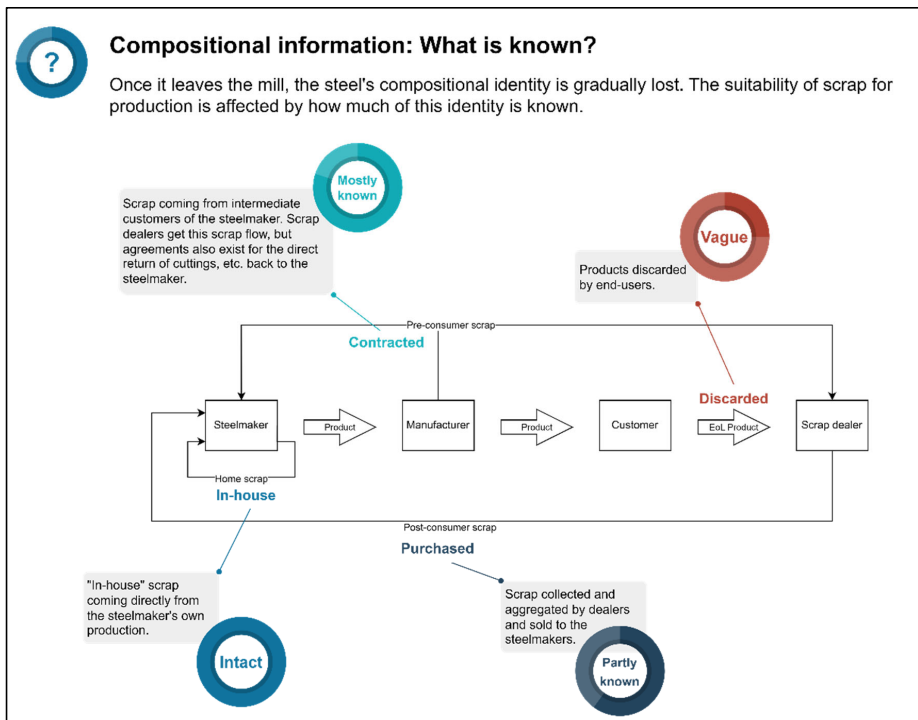 ?
Compositional information: What is known?
Once it leaves the mill, the steel's compositional identity is gradually lost. The suitability of scrap for
production is affected by how much of this identity is known.
Mostly
known
Scrap coming from intermediate
customers of the steelmaker. Scrap
dealers get this scrap flow, but
agreements also exist for the direct
return of cuttings, etc. back to the
steelmaker.
Vague
Products discarded
by end-users.
Pre-consumer scrap
Contracted
Discarded
Steelmaker
Product
Manufacturer
Product
Customer
EoL Product
Scrap dealer
Home scrap
In-house
Post-consumer scrap
Purchased
"In-house" scrap
coming directly from
the steelmaker's own
production.
Scrap collected and
aggregated by dealers
and sold to the
steelmakers.
Intact
Partly
known